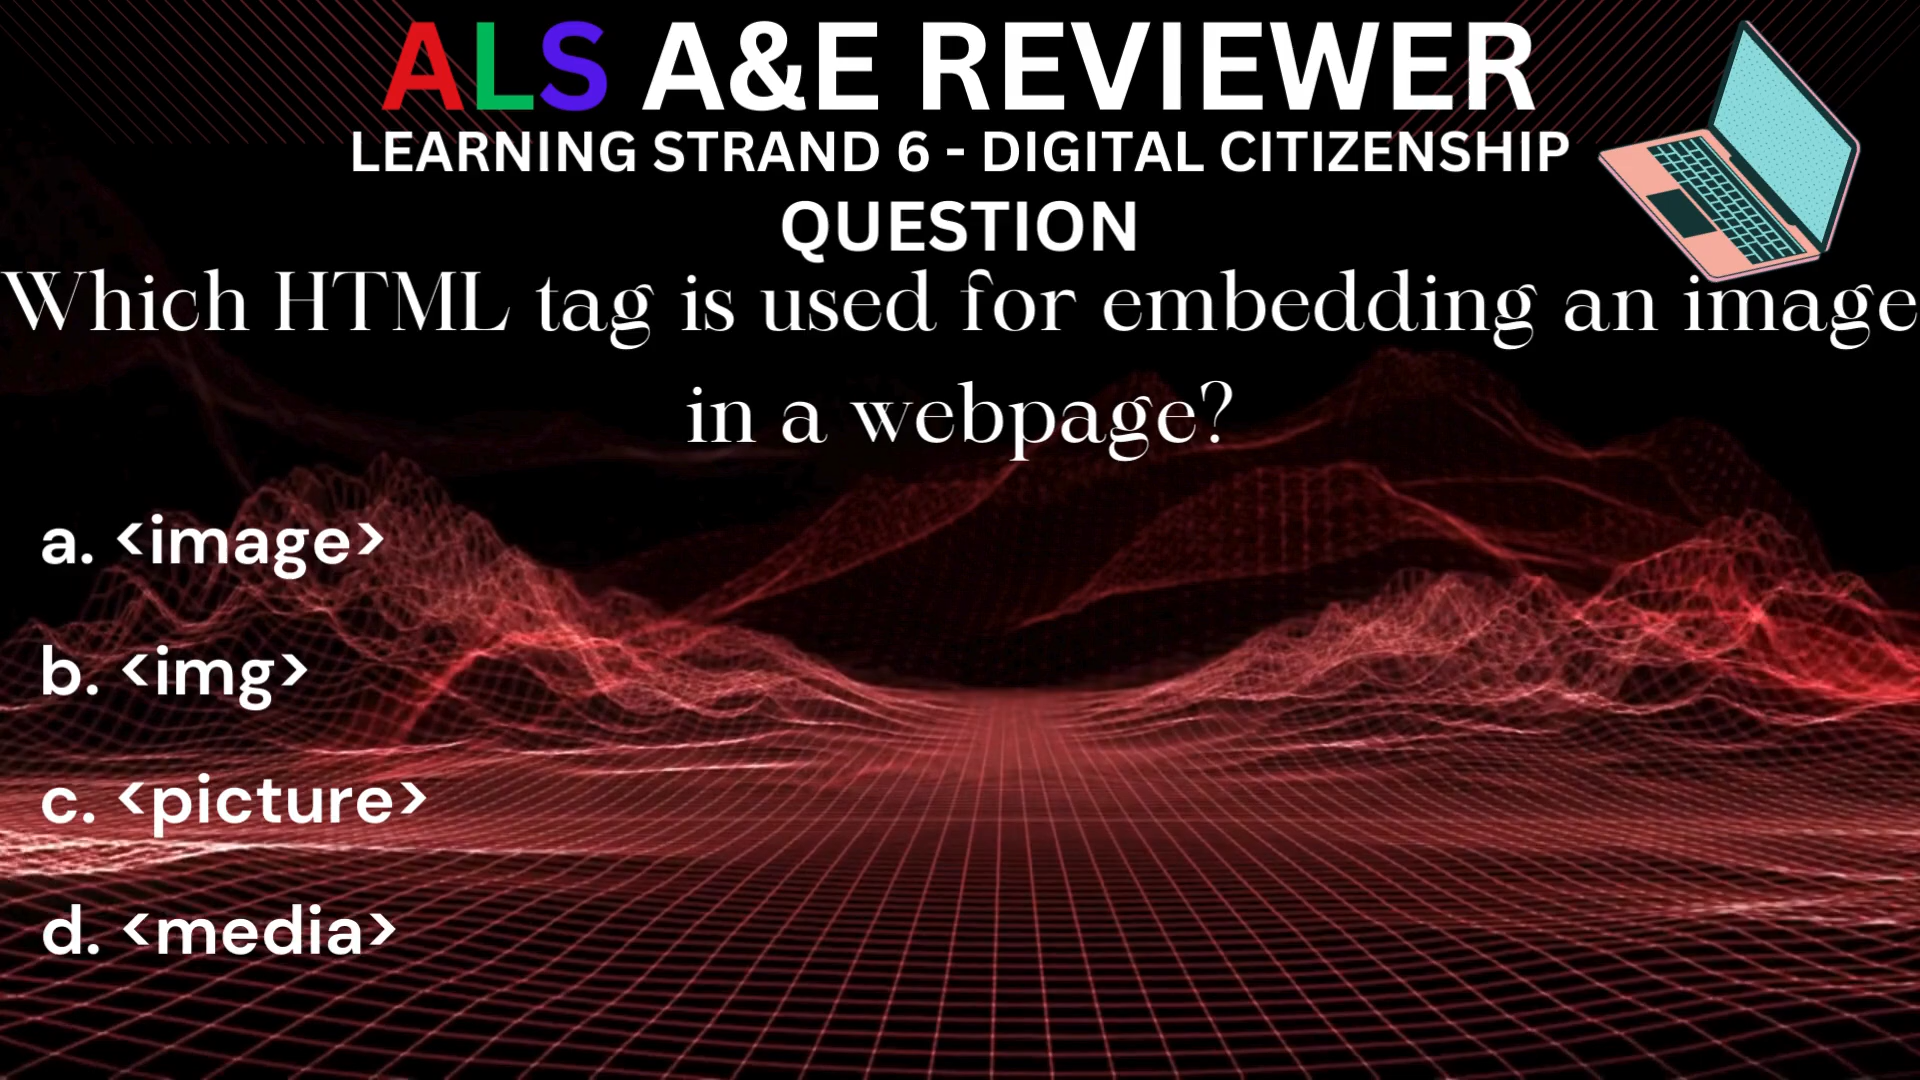 ALS A&E REVIEWER
LEARNING STRAND 6 - DIGITAL CITIZENSHIP
QUESTION
Which HTML tag is used for embedding an image
in a webpage?
a. <image>
b. <img>
c. <picture>
d. <media>